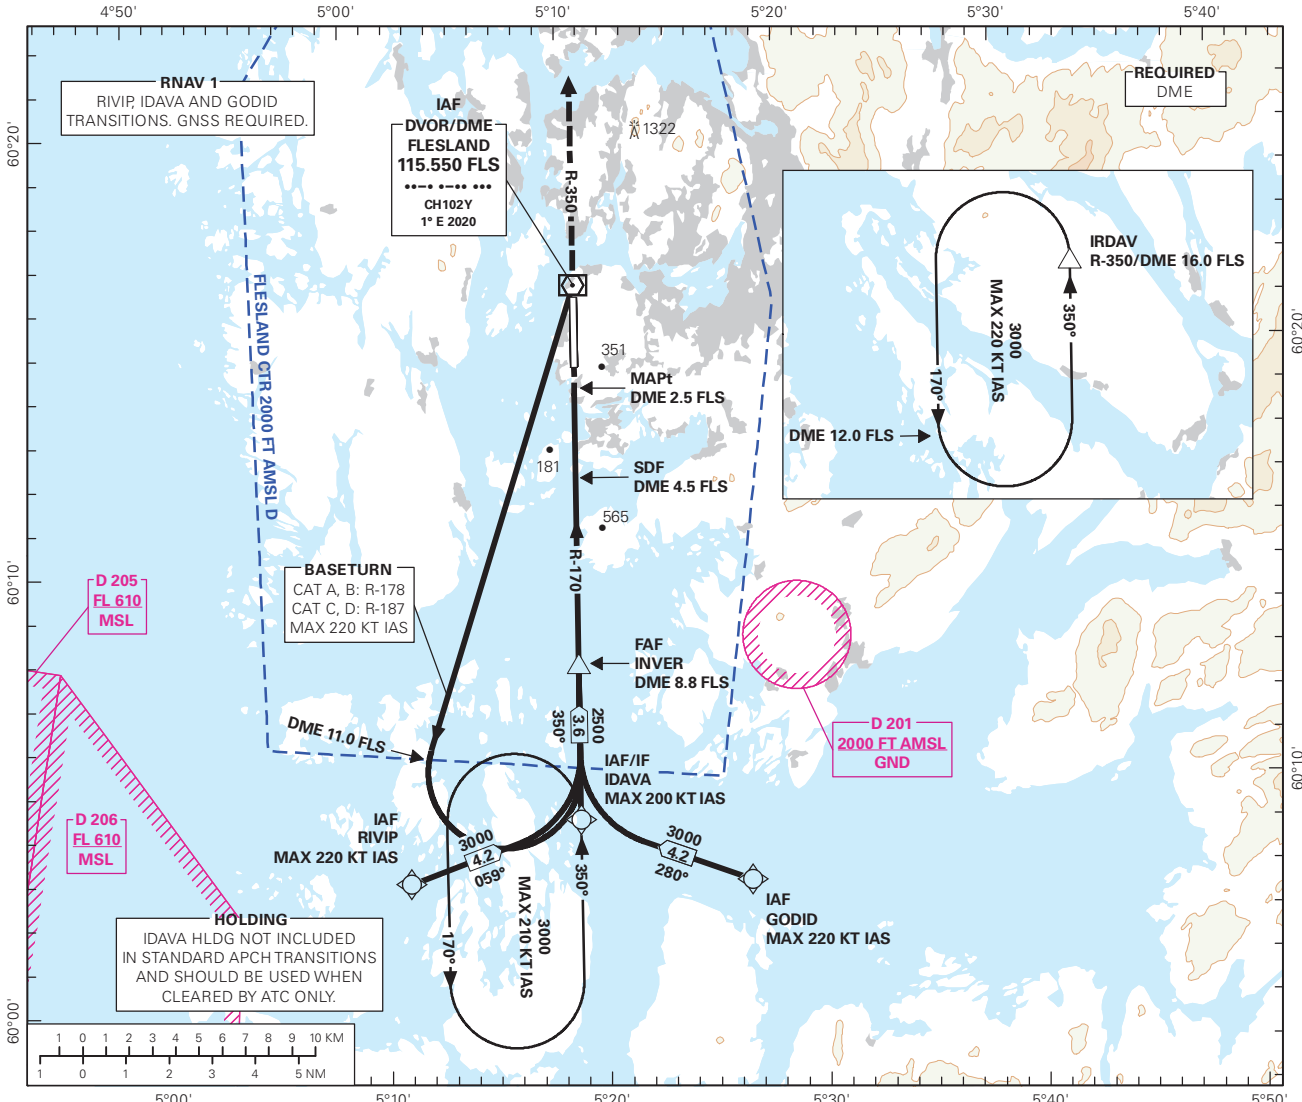 4°50'
5°00'
5°10'
5°20'
5°30'
5°40'
RNAV 1
RIVIP, IDAVA AND GODID
TRANSITIONS. GNSS REQUIRED.
IAF
DVOR/DME
FLESLAND
115.550 FLS
••–• •–•• •••
CH102Y
1° E 2020
REQUIRED
DME
1322
60°20'
R-350
IRDAV
R-350/DME 16.0 FLS
3000
MAX 220 KT IAS
350°
170°
DME 12.0 FLS
60°20'
FLESLAND CTR 2000 FT AMSL D
351
MAPt
DME 2.5 FLS
181
SDF
DME 4.5 FLS
565
R-170
BASETURN
CAT A, B: R-178
CAT C, D: R-187
MAX 220 KT IAS
60°10'
D 205
FL 610
MSL
FAF
INVER
DME 8.8 FLS
2500
3.6
350°
DME 11.0 FLS
D 201
2000 FT AMSL
GND
60°10'
IAF/IF
IDAVA
MAX 200 KT IAS
IAF
RIVIP
MAX 220 KT IAS
3000
4.2
059°
3000
4.2
280°
D 206
FL 610
MSL
350°
3000
MAX 210 KT IAS
170°
IAF
GODID
MAX 220 KT IAS
HOLDING
IDAVA HLDG NOT INCLUDED
IN STANDARD APCH TRANSITIONS
AND SHOULD BE USED WHEN
CLEARED BY ATC ONLY.
60°00'
1 0 1 2 3 4 5 6 7 8 9 10 KM
1 0 1 2 3 4 5 NM
5°00'
5°10'
5°20'
5°30'
5°40'
5°50'